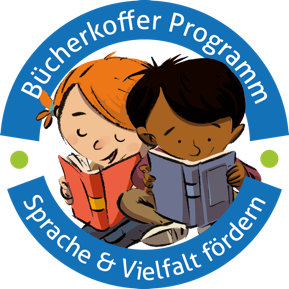 Bücherkoffer Programm
Sprache & Vielfalt fördern